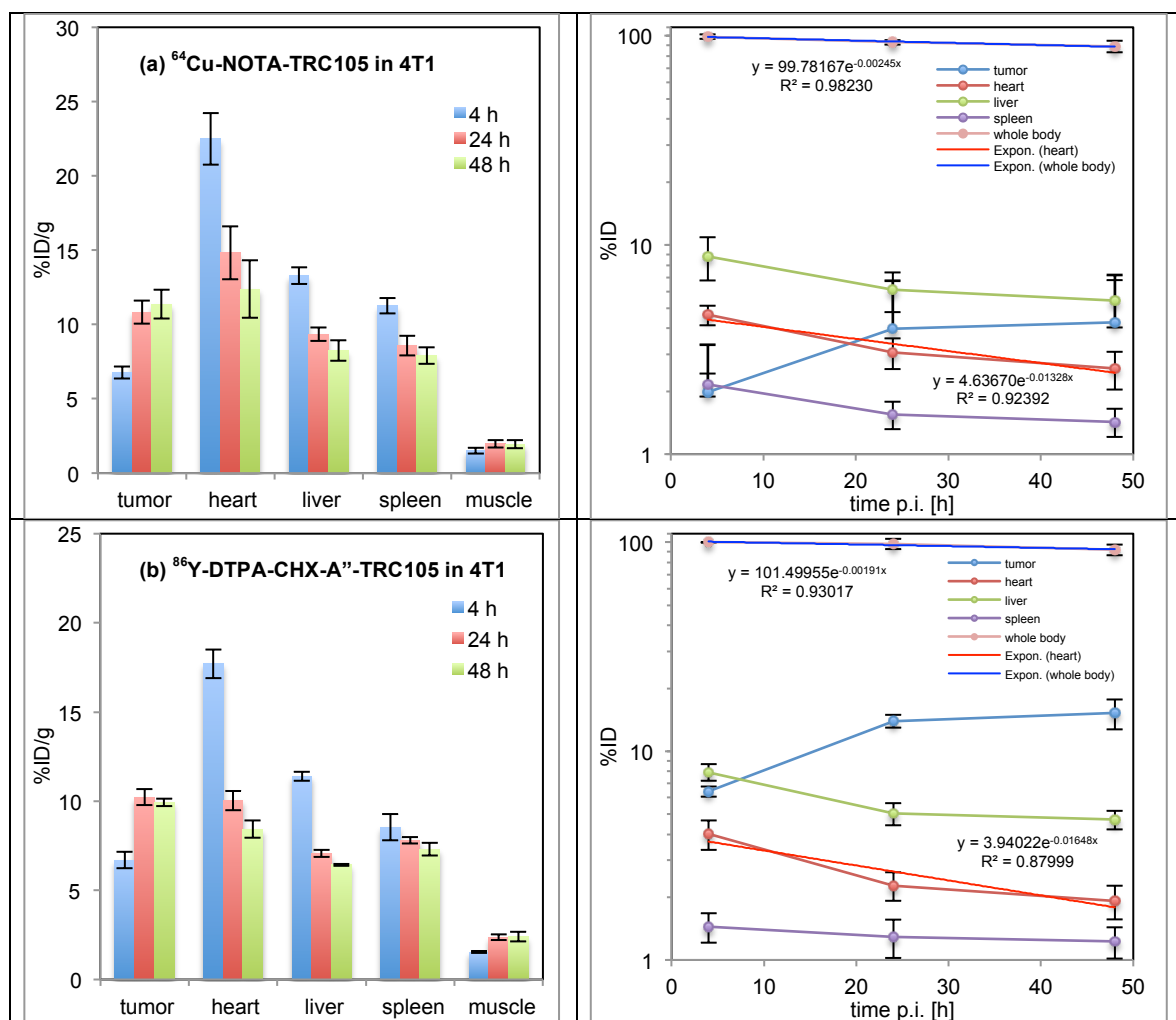 30
25
20
15
10
5
0
%ID/g
(a) ⁶⁴Cu-NOTA-TRC105 in 4T1
4 h
24 h
48 h
tumor heart liver spleen muscle
100
10
1
%ID
y = 99.78167e^-0.00245x
R² = 0.98230
tumor
heart
liver
spleen
whole body
Expon. (heart)
Expon. (whole body)
y = 4.63670e^-0.01328x
R² = 0.92392
0 10 20 30 40 50
time p.i. [h]
25
20
15
10
5
0
%ID/g
(b) ⁸⁶Y-DTPA-CHX-A”-TRC105 in 4T1
4 h
24 h
48 h
tumor heart liver spleen muscle
100
10
1
%ID
y = 101.49955e^-0.00191x
R² = 0.93017
tumor
heart
liver
spleen
whole body
Expon. (heart)
Expon. (whole body)
y = 3.94022e^-0.01648x
R² = 0.87999
0 10 20 30 40 50
time p.i. [h]